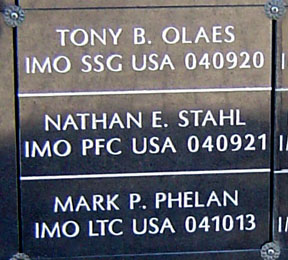 TONY B. OLAES
IMO SSG USA 040920
NATHAN E. STAHL
IMO PFC USA 040921
MARK P. PHELAN
IMO LTC USA 041013